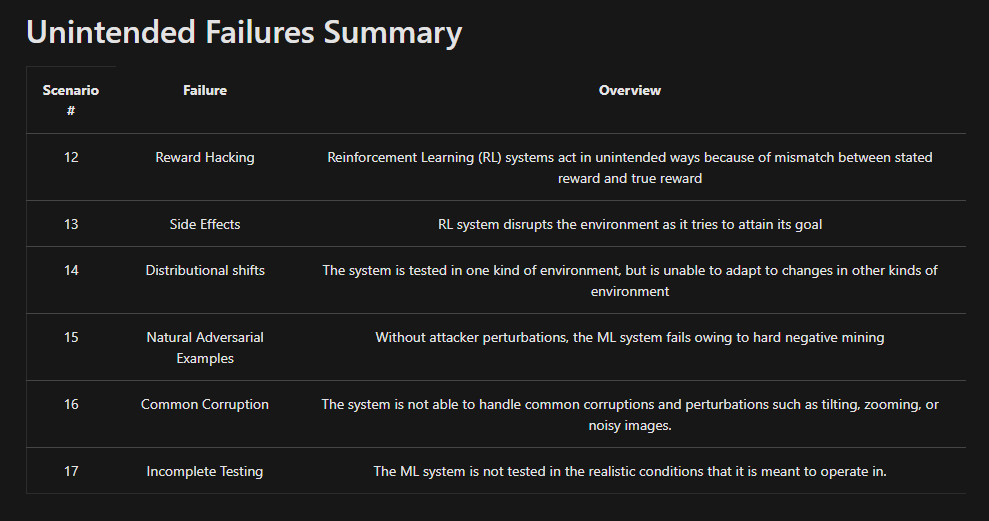 Unintended Failures Summary
Scenario
#
Failure
Overview
12
Reward Hacking
Reinforcement Learning (RL) systems act in unintended ways because of mismatch between stated
reward and true reward
13
Side Effects
RL system disrupts the environment as it tries to attain its goal
14
Distributional shifts
The system is tested in one kind of environment, but is unable to adapt to changes in other kinds of
environment
15
Natural Adversarial
Examples
Without attacker perturbations, the ML system fails owing to hard negative mining
16
Common Corruption
The system is not able to handle common corruptions and perturbations such as tilting, zooming, or
noisy images.
17
Incomplete Testing
The ML system is not tested in the realistic conditions that it is meant to operate in.